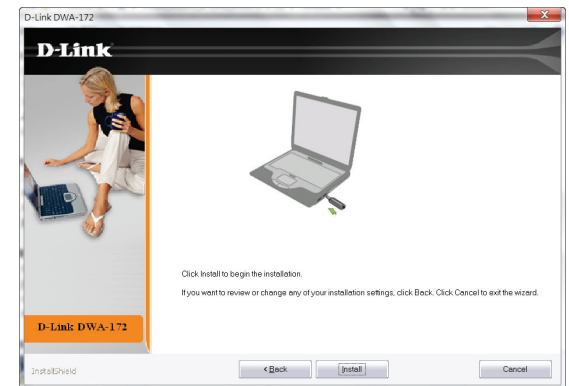 D-Link DWA-172
X
D-Link
Click Install to begin the installation.
If you want to review or change any of your installation settings, click Back. Click Cancel to exit the wizard.
D-Link DWA-172
InstallShield
< Back
Install
Cancel